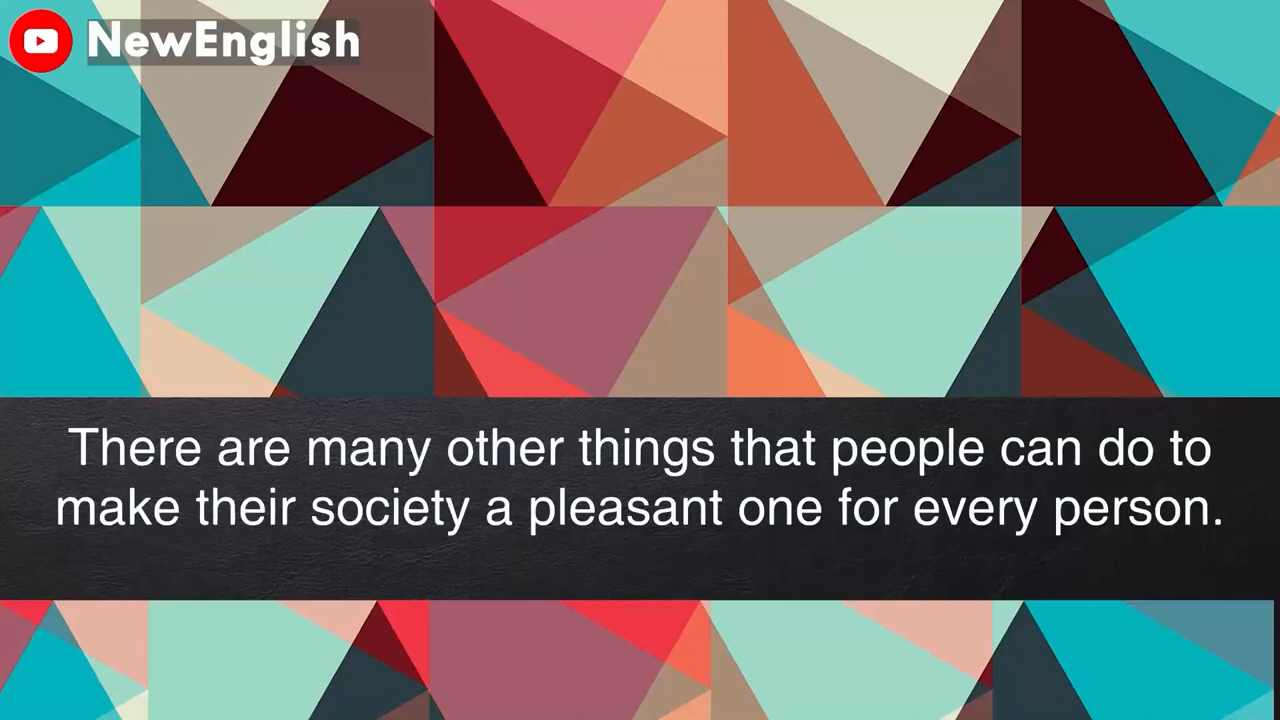 NewEnglish
There are many other things that people can do to
make their society a pleasant one for every person.